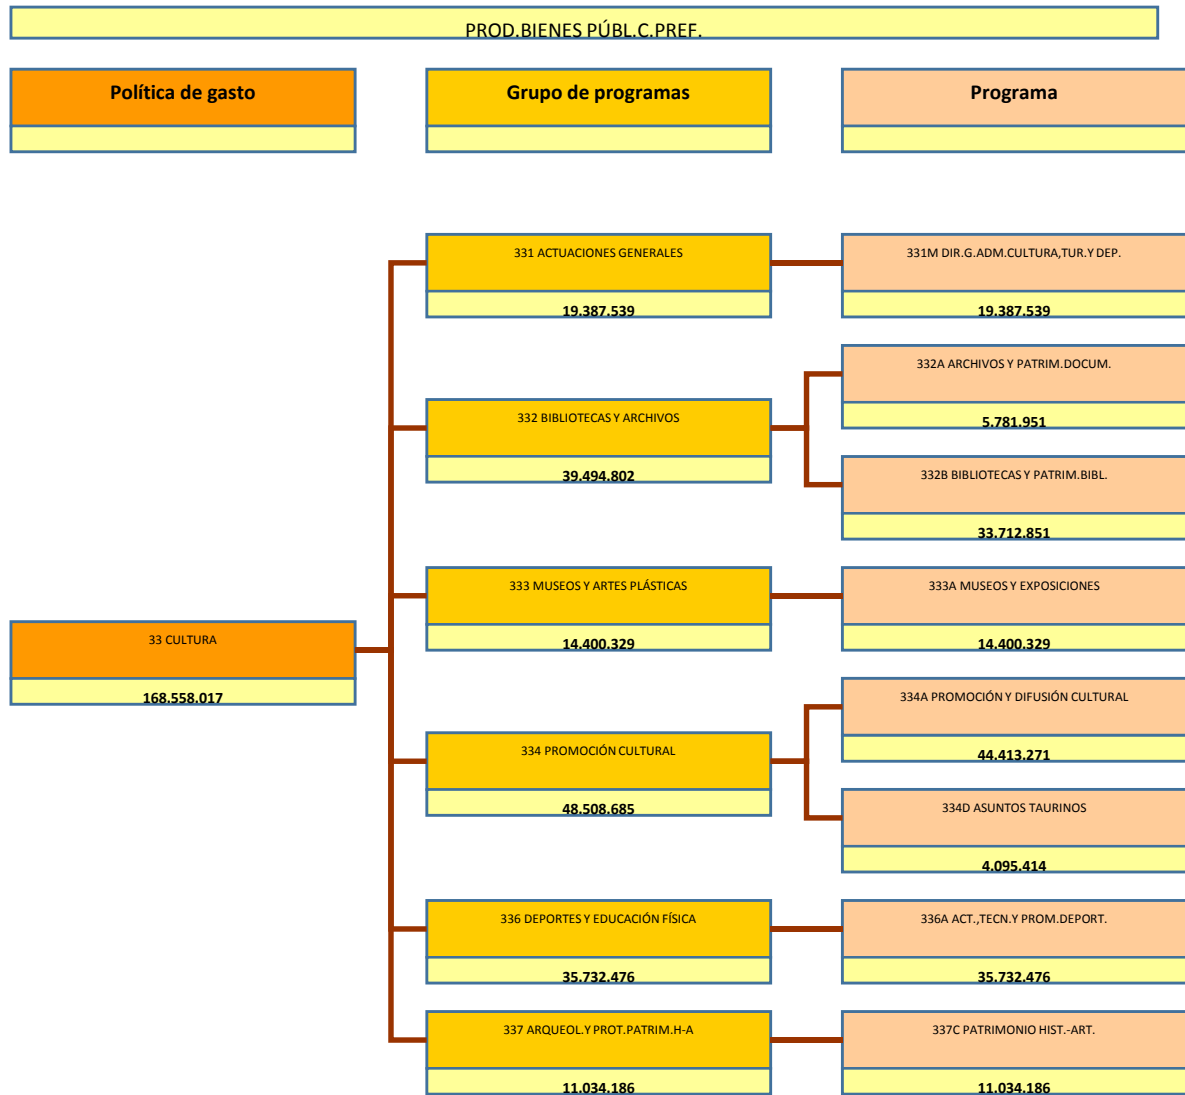 PROD.BIENES PÚBL.C.PREF.
Política de gasto
Grupo de programas
Programa
331 ACTUACIONES GENERALES
19.387.539
331M DIR.G.ADM.CULTURA,TUR.Y DEP.
19.387.539
332A ARCHIVOS Y PATRIM.DOCUM.
5.781.951
332 BIBLIOTECAS Y ARCHIVOS
39.494.802
332B BIBLIOTECAS Y PATRIM.BIBL.
33.712.851
333 MUSEOS Y ARTES PLÁSTICAS
14.400.329
333A MUSEOS Y EXPOSICIONES
14.400.329
33 CULTURA
168.558.017
334A PROMOCIÓN Y DIFUSIÓN CULTURAL
44.413.271
334 PROMOCIÓN CULTURAL
48.508.685
334D ASUNTOS TAURINOS
4.095.414
336 DEPORTES Y EDUCACIÓN FÍSICA
35.732.476
336A ACT.,TECN.Y PROM.DEPORT.
35.732.476
337 ARQUEOL.Y PROT.PATRIM.H-A
11.034.186
337C PATRIMONIO HIST.-ART.
11.034.186